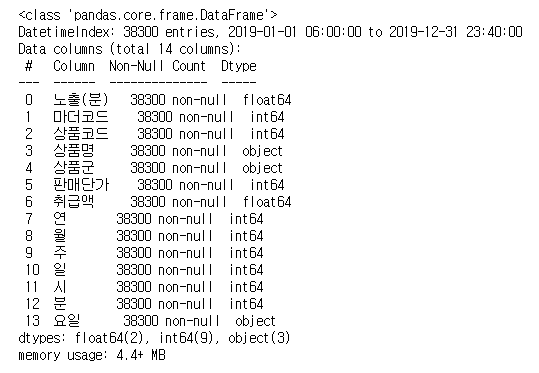 <class 'pandas.core.frame.DataFrame'>
DatetimeIndex: 38300 entries, 2019-01-01 06:00:00 to 2019-12-31 23:40:00
Data columns (total 14 columns):
 #   Column  Non-Null Count  Dtype
---  ------  --------------  -----
 0   노출(분)   38300 non-null  float64
 1   마더코드    38300 non-null  int64
 2   상품코드    38300 non-null  int64
 3   상품명     38300 non-null  object
 4   상품군     38300 non-null  object
 5   판매단가    38300 non-null  int64
 6   취급액     38300 non-null  float64
 7   연       38300 non-null  int64
 8   월       38300 non-null  int64
 9   주       38300 non-null  int64
 10  일       38300 non-null  int64
 11  시       38300 non-null  int64
 12  분       38300 non-null  int64
 13  요일      38300 non-null  object
dtypes: float64(2), int64(9), object(3)
memory usage: 4.4+ MB